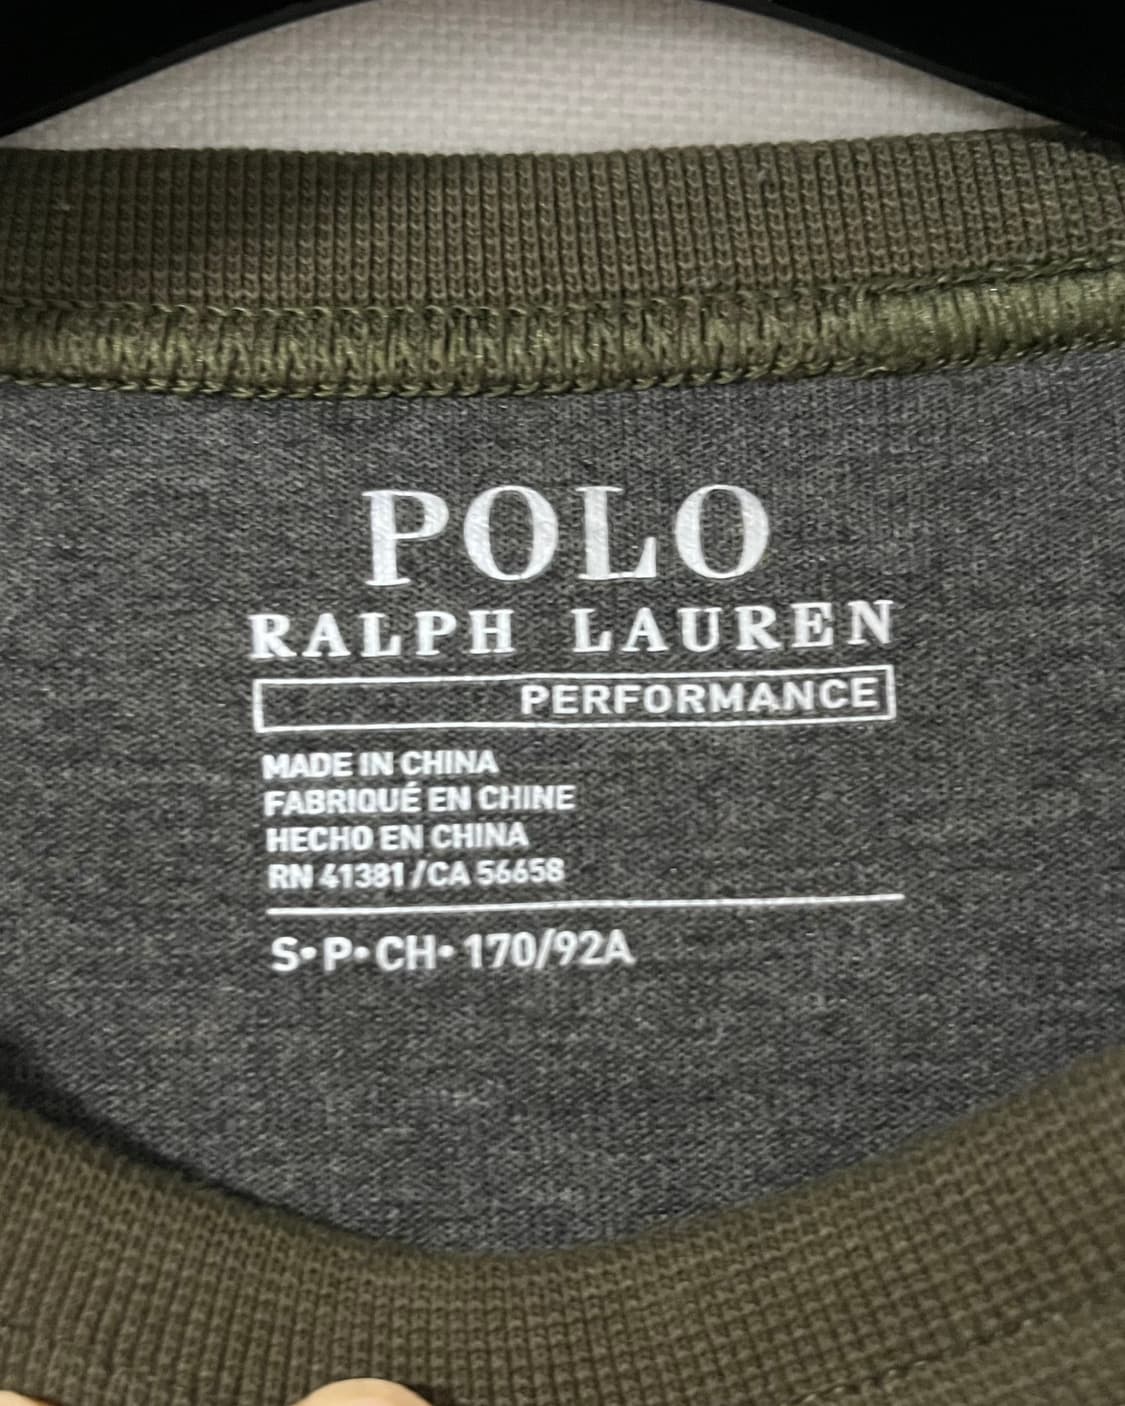 POLO
RALPH LAUREN
PERFORMANCE
MADE IN CHINA
FABRIQUÉ EN CHINE
HECHO EN CHINA
RN 41381 / CA 56658
S• P• CH• 170/92A